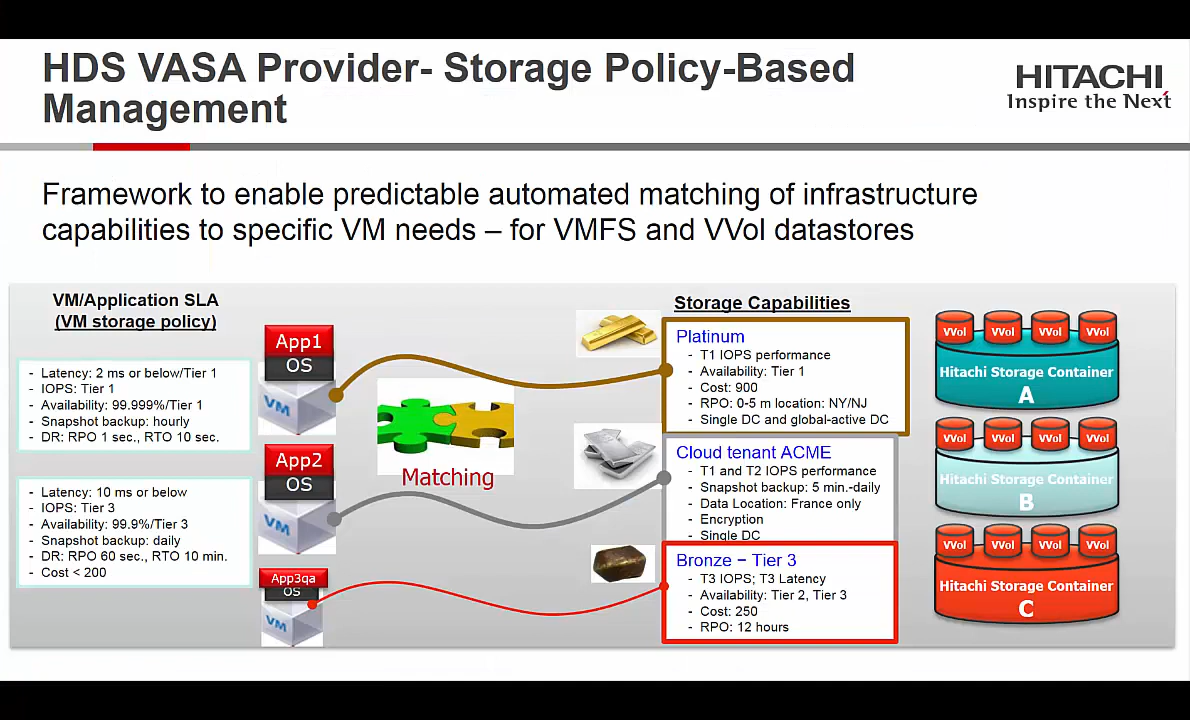 HDS VASA Provider- Storage Policy-Based
Management
HITACHI
Inspire the Next
Framework to enable predictable automated matching of infrastructure
capabilities to specific VM needs – for VMFS and VVol datastores
VM/Application SLA
(VM storage policy)
- Latency: 2 ms or below/Tier 1
- IOPS: Tier 1
- Availability: 99.999%/Tier 1
- Snapshot backup: hourly
- DR: RPO 1 sec., RTO 10 sec.
- Latency: 10 ms or below
- IOPS: Tier 3
- Availability: 99.9%/Tier 3
- Snapshot backup: daily
- DR: RPO 60 sec., RTO 10 min.
- Cost < 200
App1
OS
VM
App2
OS
VM
App3qa
OS
VM
Matching
Storage Capabilities
Platinum
- T1 IOPS performance
- Availability: Tier 1
- Cost: 900
- RPO: 0-5 m location: NY/NJ
- Single DC and global-active DC
Cloud tenant ACME
- T1 and T2 IOPS performance
- Snapshot backup: 5 min.-daily
- Data Location: France only
- Encryption
- Single DC
Bronze – Tier 3
- T3 IOPS; T3 Latency
- Availability: Tier 2, Tier 3
- Cost: 250
- RPO: 12 hours
VVol VVol VVol VVol
Hitachi Storage Container
A
VVol VVol VVol VVol
Hitachi Storage Container
B
VVol VVol VVol VVol
Hitachi Storage Container
C